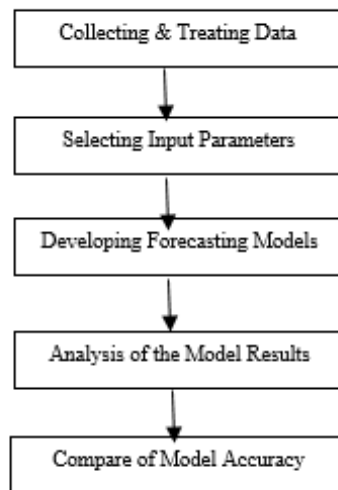 Collecting & Treating Data
Selecting Input Parameters
Developing Forecasting Models
Analysis of the Model Results
Compare of Model Accuracy